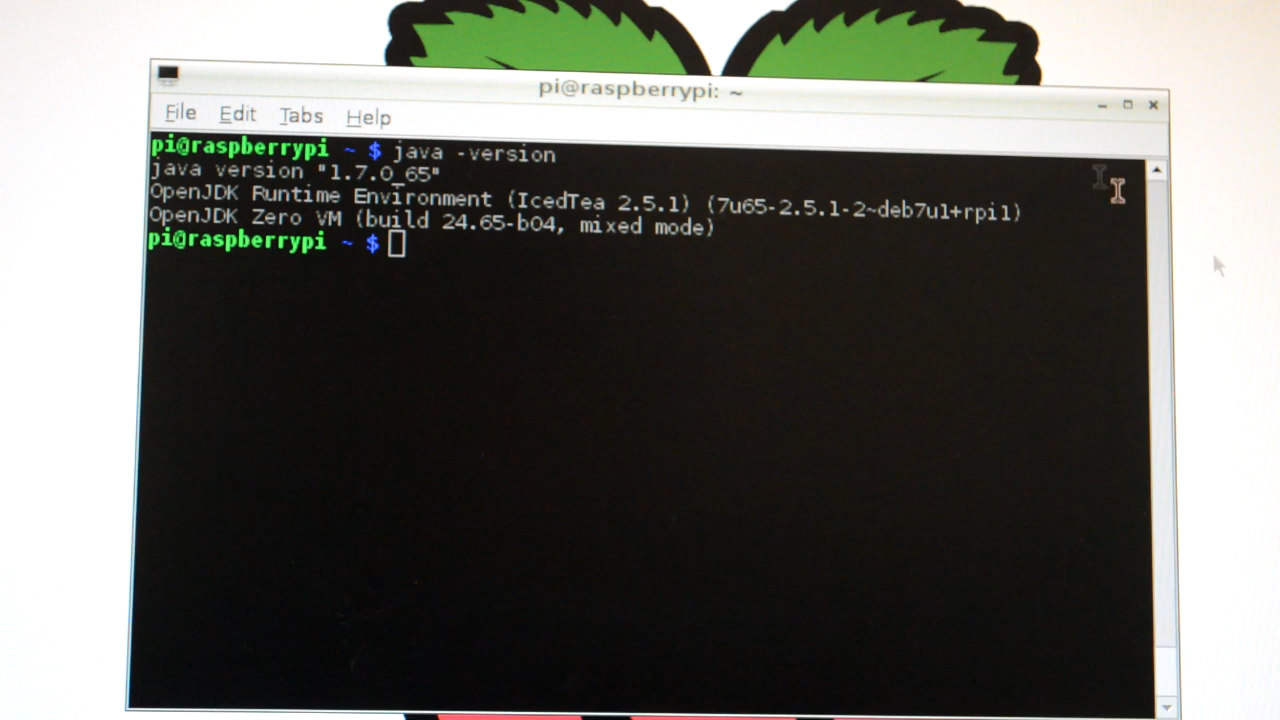 pi@raspberrypi: ~
File Edit Tabs Help
pi@raspberrypi ~ $ java -version
java version "1.7.0_65"
OpenJDK Runtime Environment (IcedTea 2.5.1) (7u65-2.5.1-2~deb7u1+rpi1)
OpenJDK Zero VM (build 24.65-b04, mixed mode)
pi@raspberrypi ~ $